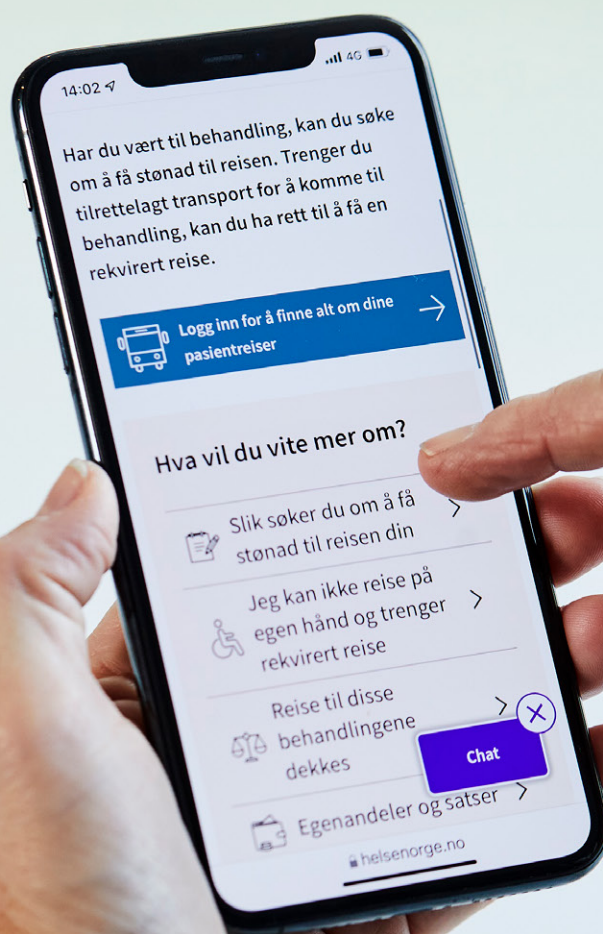 14:02
4G
Har du vært til behandling, kan du søke
om å få stønad til reisen. Trenger du
tilrettelagt transport for å komme til
behandling, kan du ha rett til å få en
rekvirert reise.
Logg inn for å finne alt om dine
pasientreiser
Hva vil du vite mer om?
Slik søker du om å få
stønad til reisen din
Jeg kan ikke reise på
egen hånd og trenger
rekvirert reise
Reise til disse
behandlingene
dekkes
Chat
Egenandeler og satser
helsenorge.no